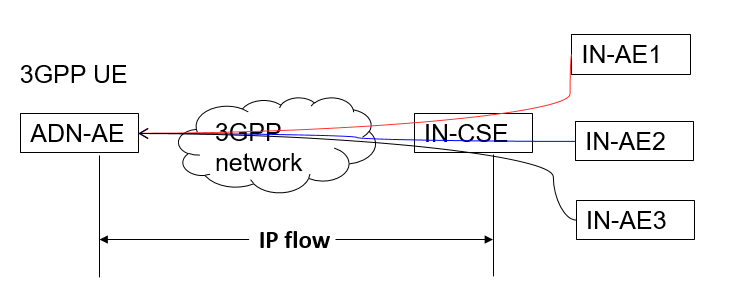 IN-AE1
3GPP UE
ADN-AE
3GPP
network
IN-CSE
IN-AE2
IN-AE3
IP flow